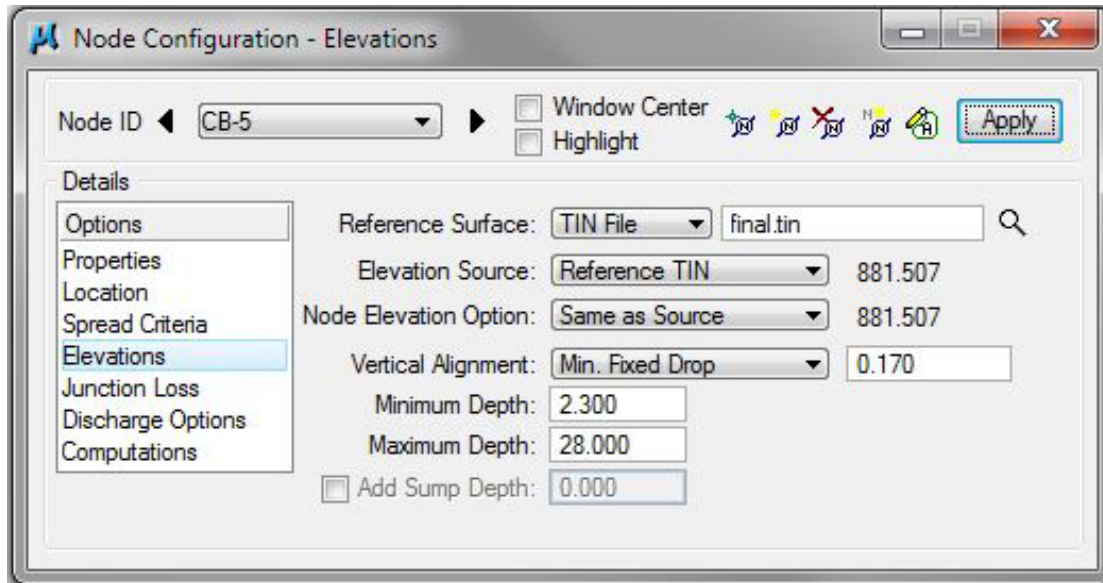 Node Configuration - Elevations
Node ID CB-5 Window Center Highlight Apply
Details
Options
Properties
Location
Spread Criteria
Elevations
Junction Loss
Discharge Options
Computations
Reference Surface: TIN File final.tin
Elevation Source: Reference TIN 881.507
Node Elevation Option: Same as Source 881.507
Vertical Alignment: Min. Fixed Drop 0.170
Minimum Depth: 2.300
Maximum Depth: 28.000
Add Sump Depth: 0.000